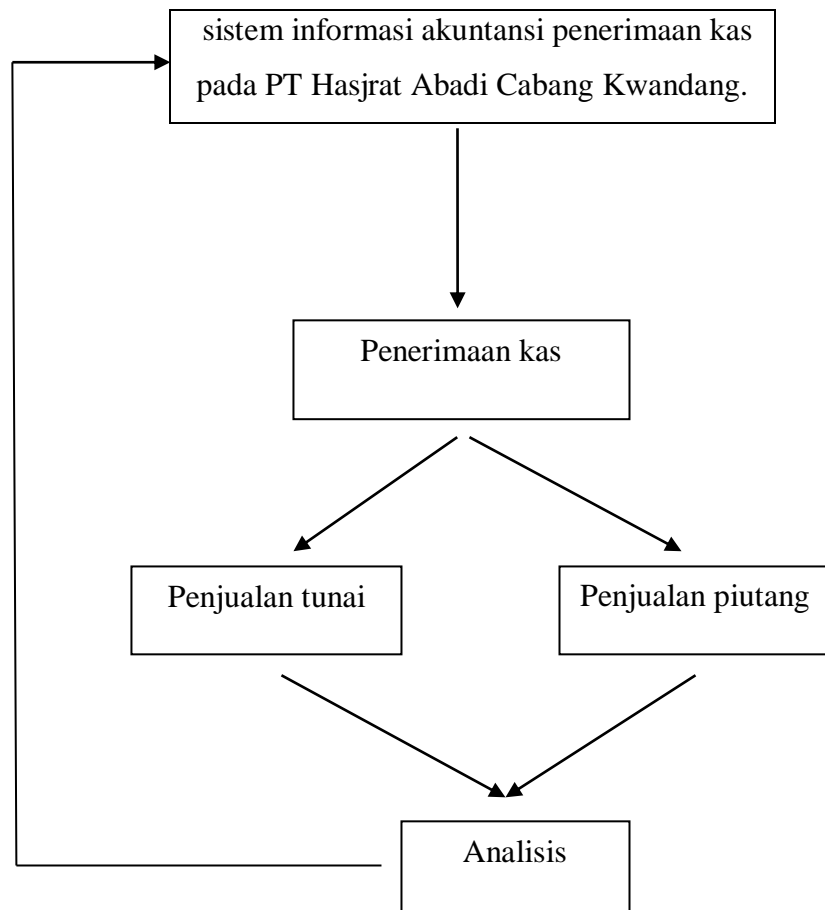 sistem informasi akuntansi penerimaan kas
pada PT Hasjrat Abadi Cabang Kwandang.
Penerimaan kas
Penjualan tunai
Penjualan piutang
Analisis